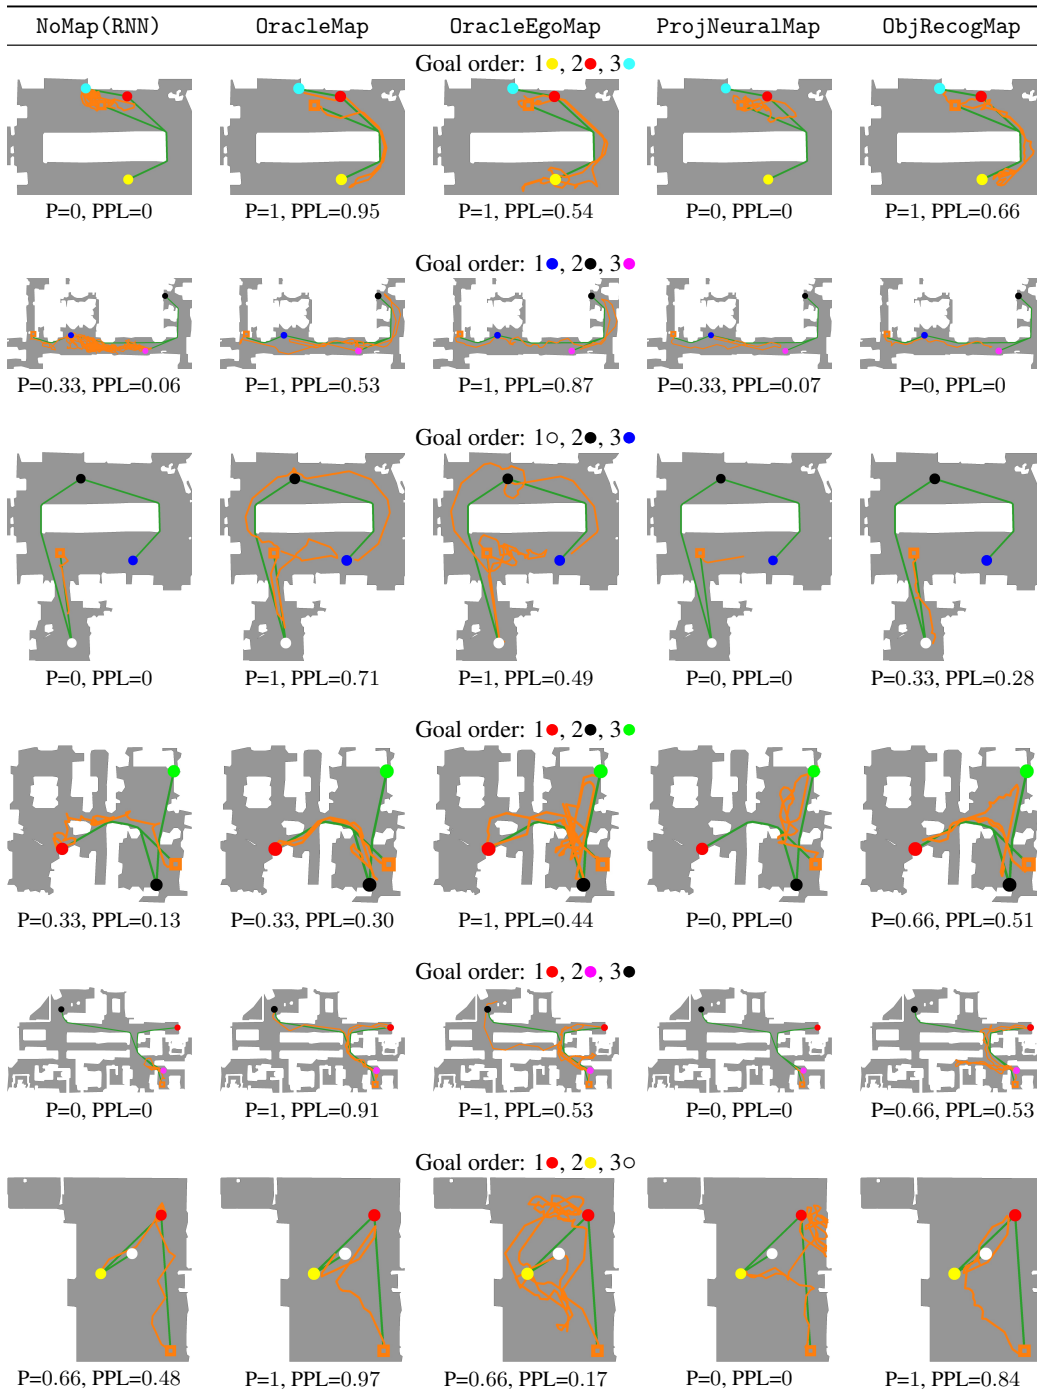 NoMap(RNN) OracleMap OracleEgoMap ProjNeuralMap ObjRecogMap
Goal order: 1, 2, 3
P=0, PPL=0 P=1, PPL=0.95 P=1, PPL=0.54 P=0, PPL=0 P=1, PPL=0.66
Goal order: 1, 2, 3
P=0.33, PPL=0.06 P=1, PPL=0.53 P=1, PPL=0.87 P=0.33, PPL=0.07 P=0, PPL=0
Goal order: 1, 2, 3
P=0, PPL=0 P=1, PPL=0.71 P=1, PPL=0.49 P=0, PPL=0 P=0.33, PPL=0.28
Goal order: 1, 2, 3
P=0.33, PPL=0.13 P=0.33, PPL=0.30 P=1, PPL=0.44 P=0, PPL=0 P=0.66, PPL=0.51
Goal order: 1, 2, 3
P=0, PPL=0 P=1, PPL=0.91 P=1, PPL=0.53 P=0, PPL=0 P=0.66, PPL=0.53
Goal order: 1, 2, 3
P=0.66, PPL=0.48 P=1, PPL=0.97 P=0.66, PPL=0.17 P=0, PPL=0 P=1, PPL=0.84